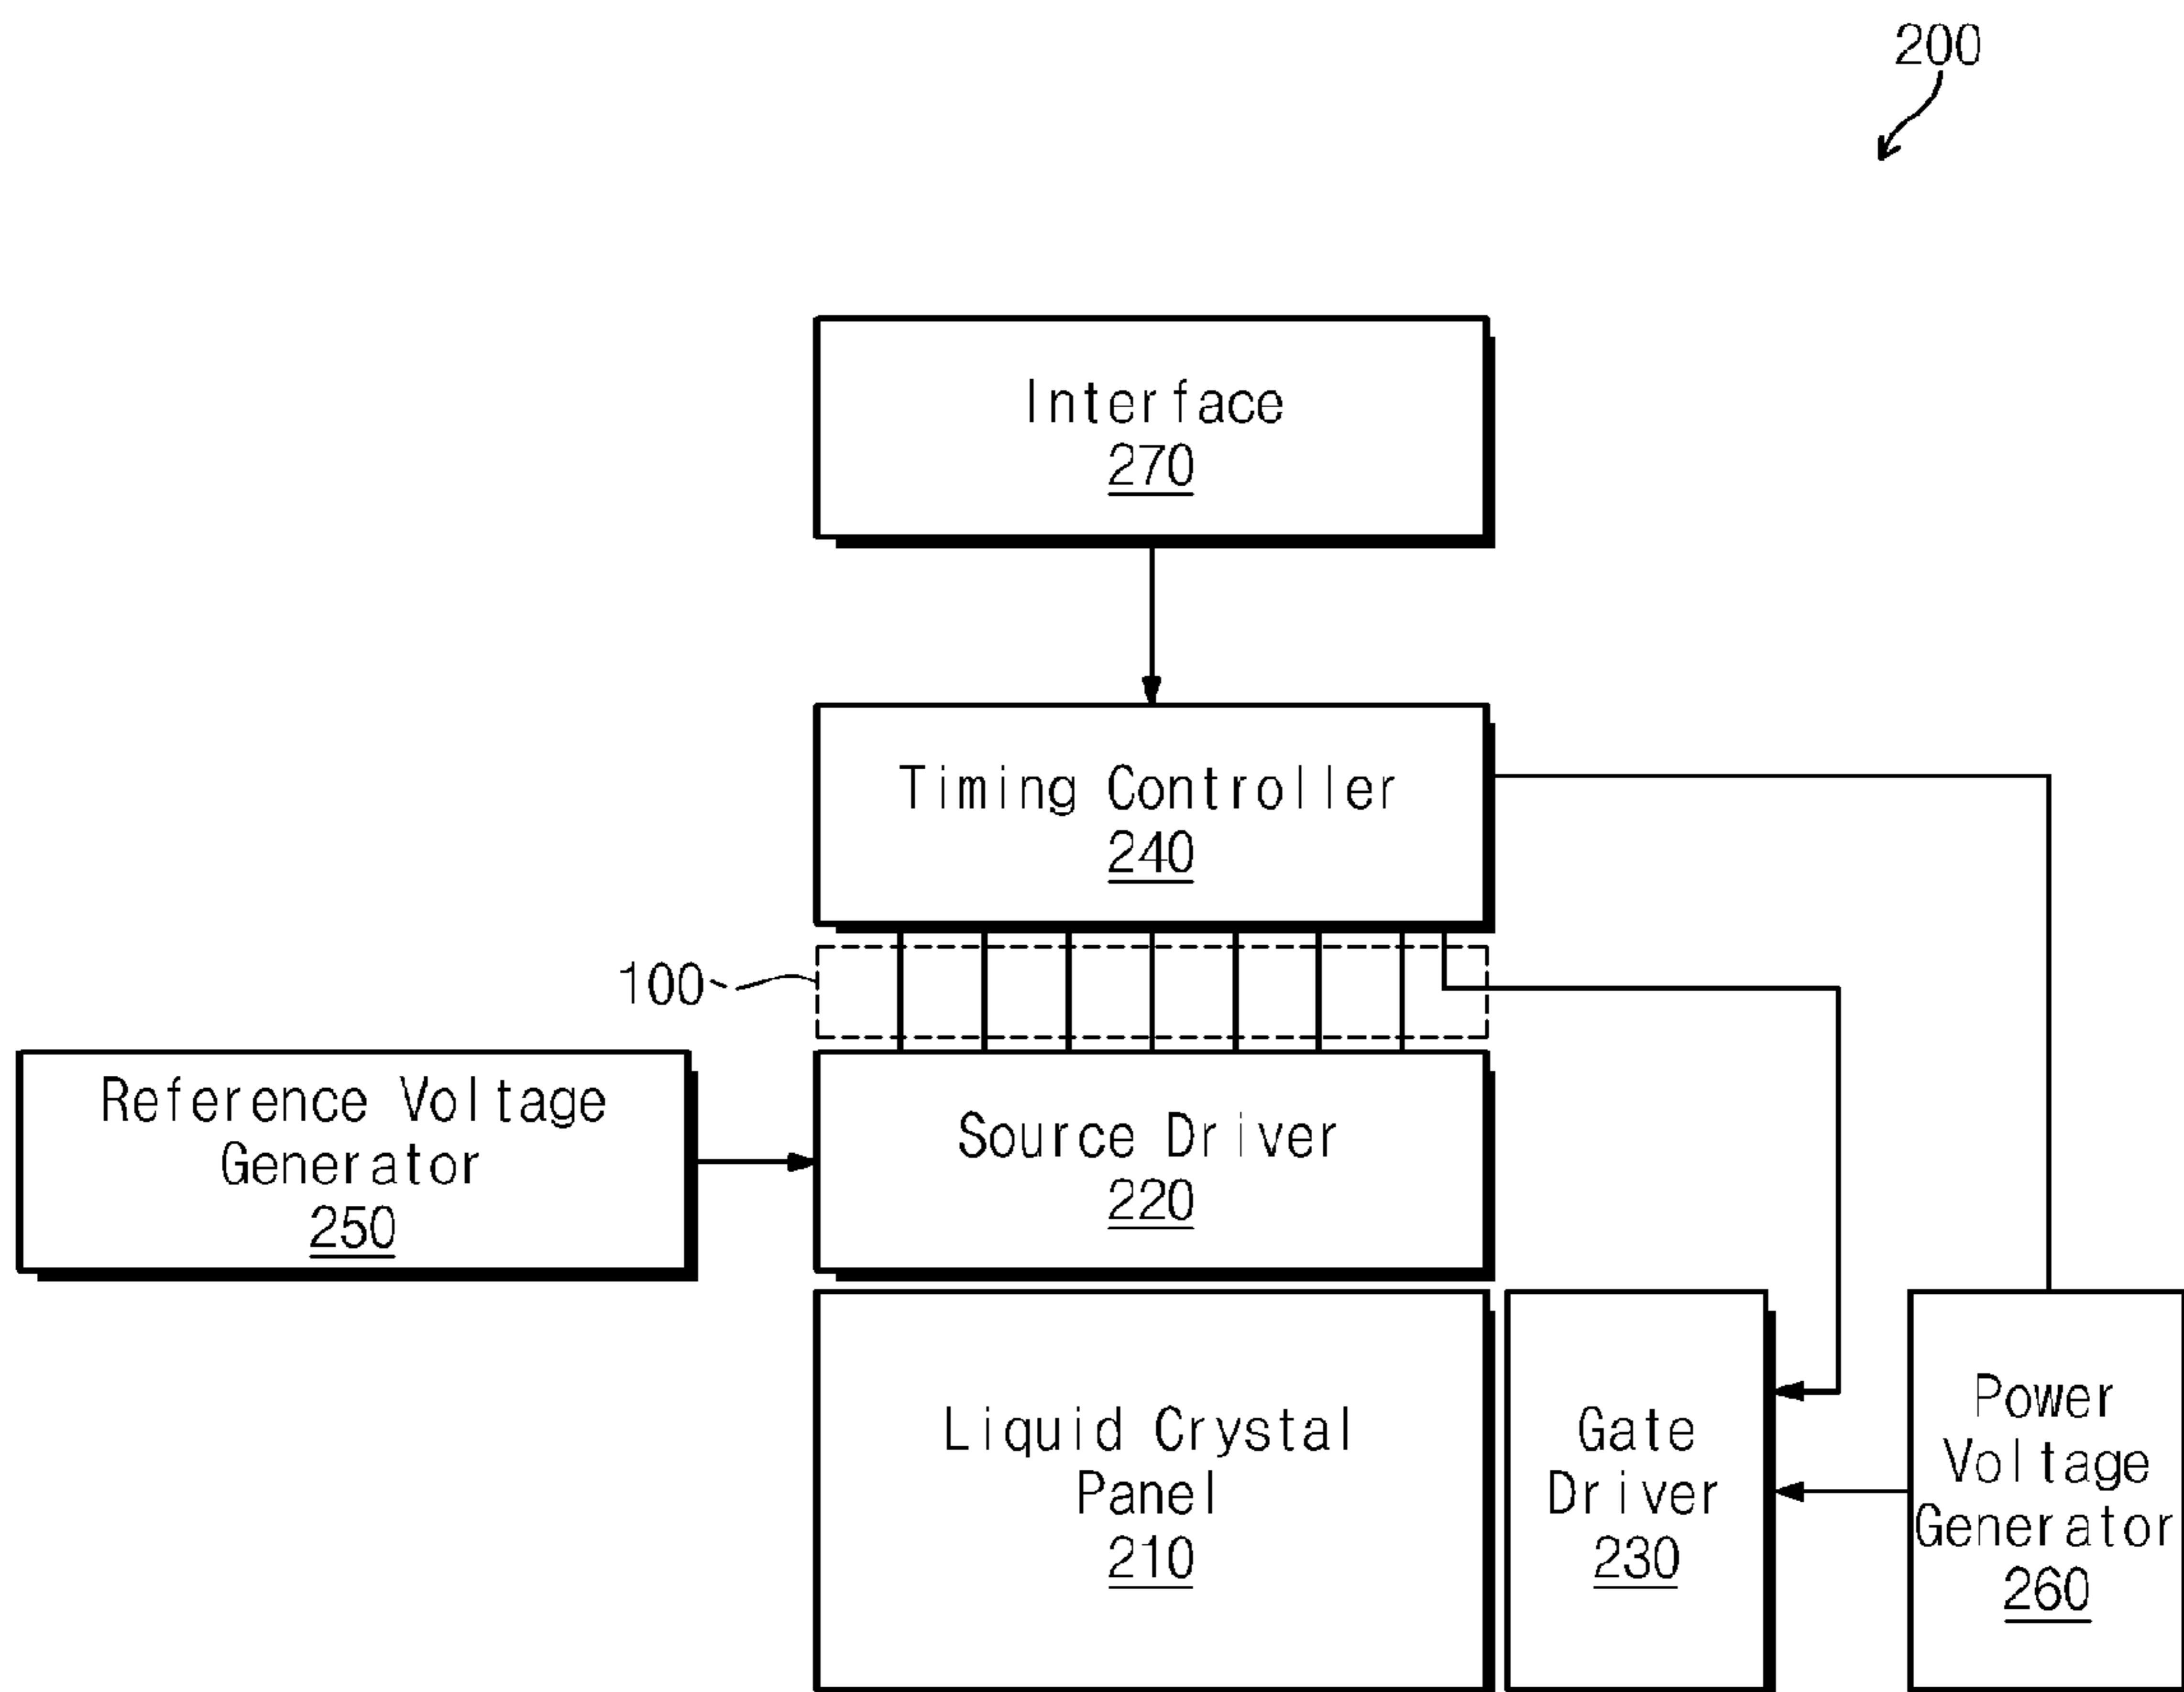 200
Interface
270
Timing Controller
240
100
Reference Voltage
Generator
250
Source Driver
220
Liquid Crystal
Panel
210
Gate
Driver
230
Power
Voltage
Generator
260